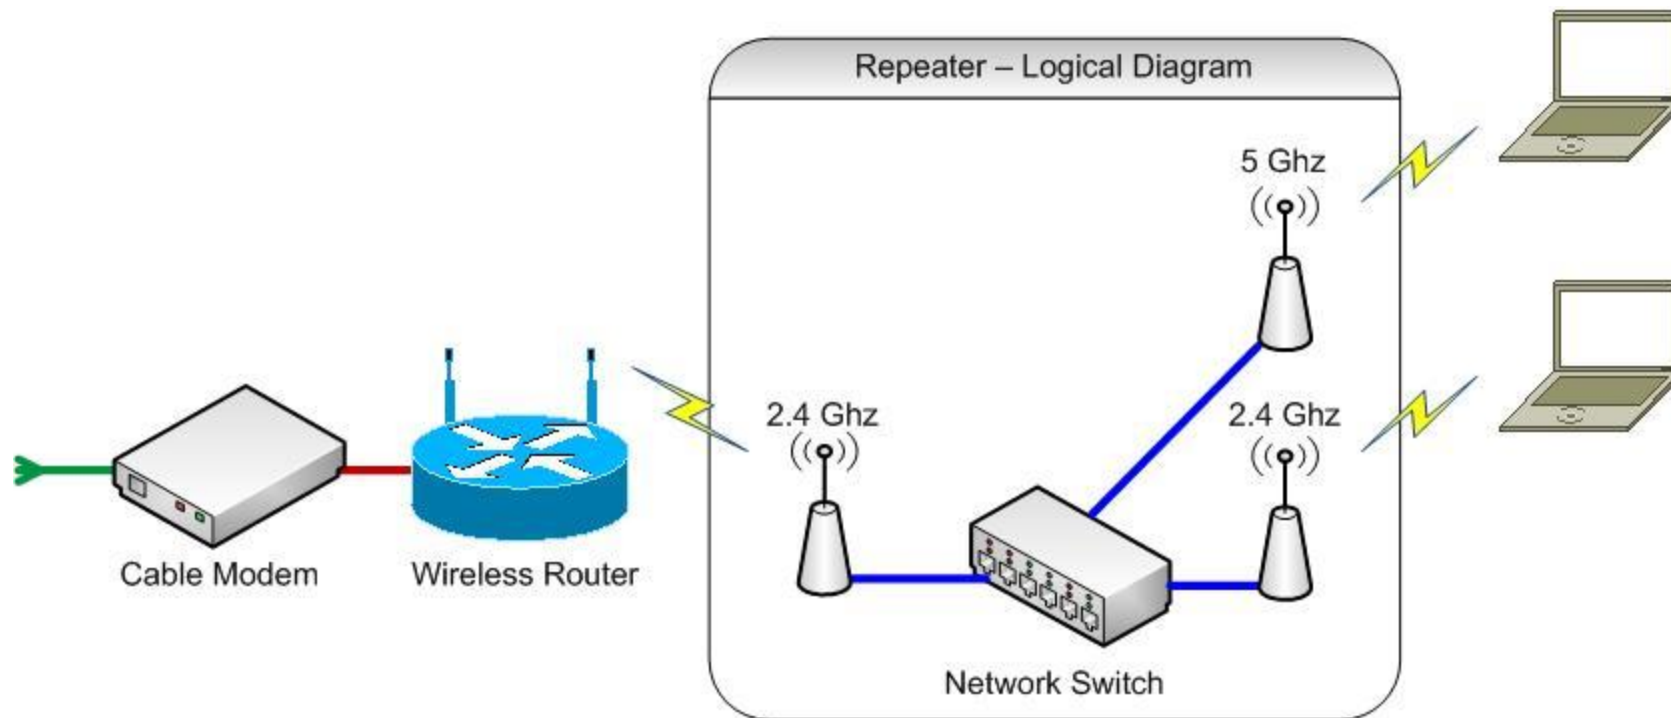 Repeater – Logical Diagram
5 Ghz
2.4 Ghz
2.4 Ghz
Cable Modem
Wireless Router
Network Switch